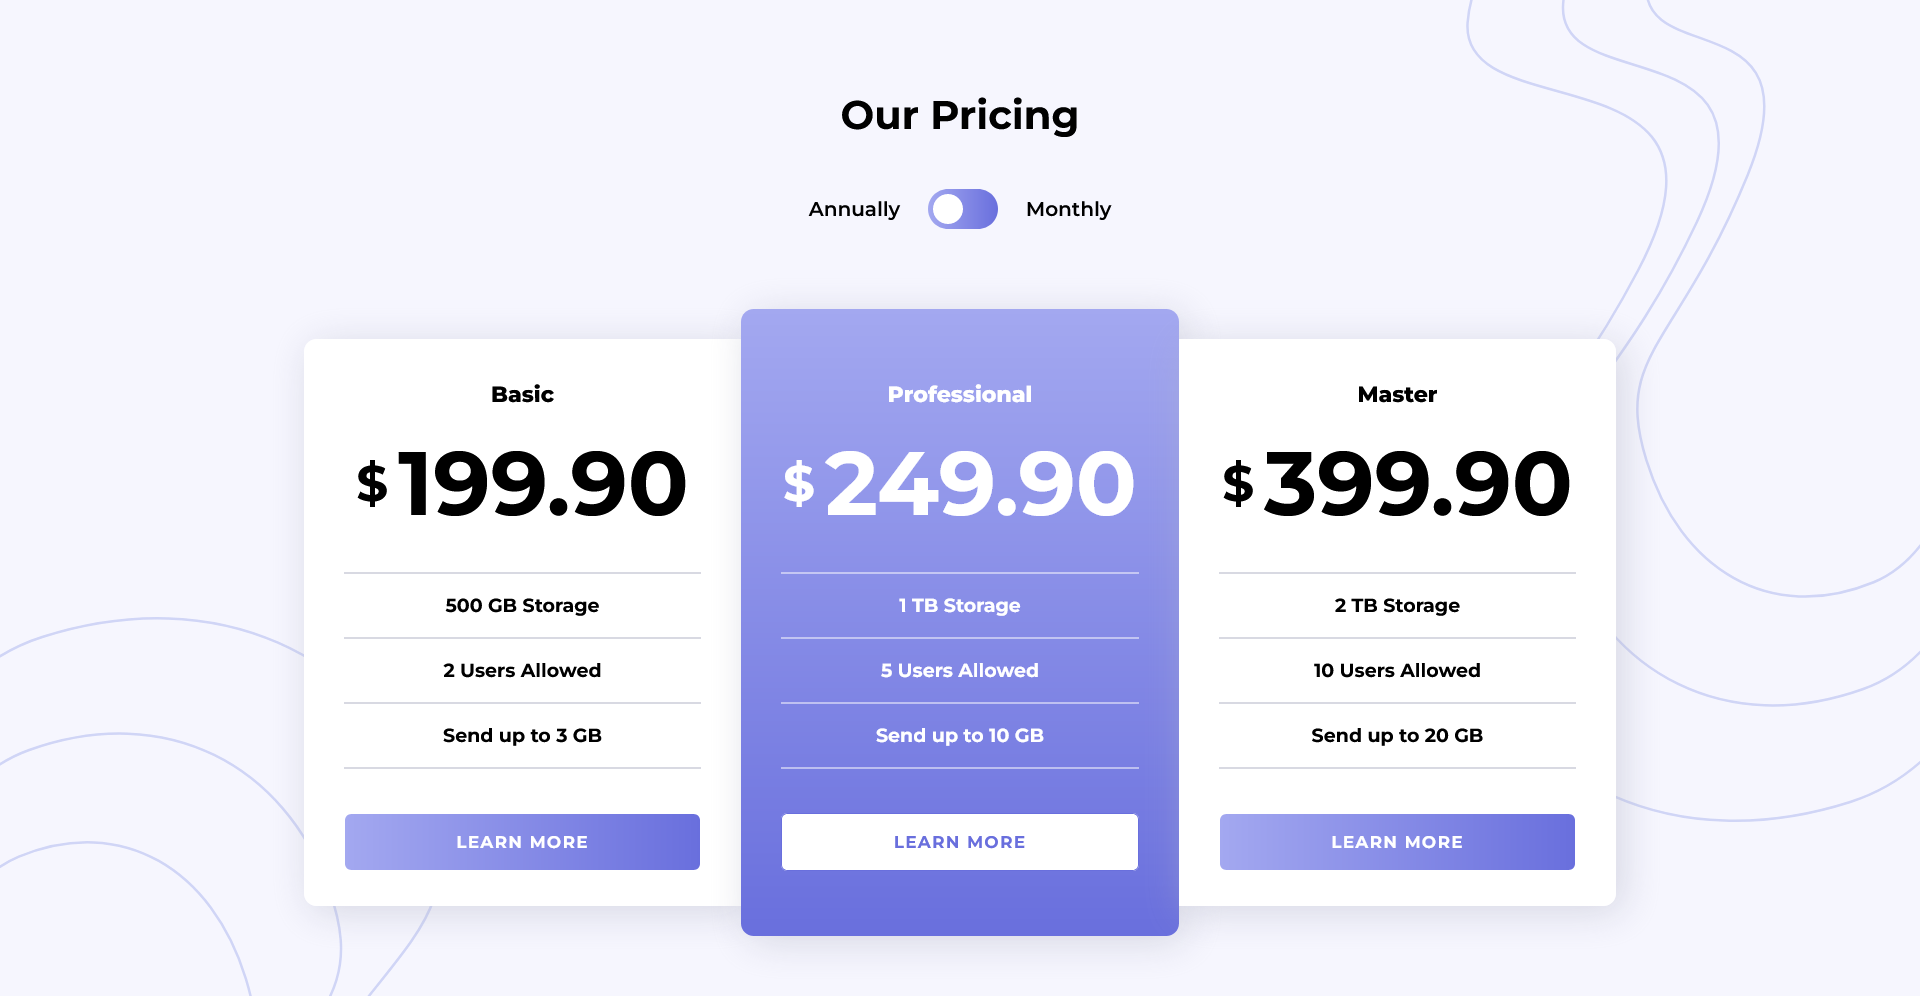 Our Pricing
Annually
Monthly
Basic
$199.90
500 GB Storage
2 Users Allowed
Send up to 3 GB
LEARN MORE
Professional
$249.90
1 TB Storage
5 Users Allowed
Send up to 10 GB
LEARN MORE
Master
$399.90
2 TB Storage
10 Users Allowed
Send up to 20 GB
LEARN MORE